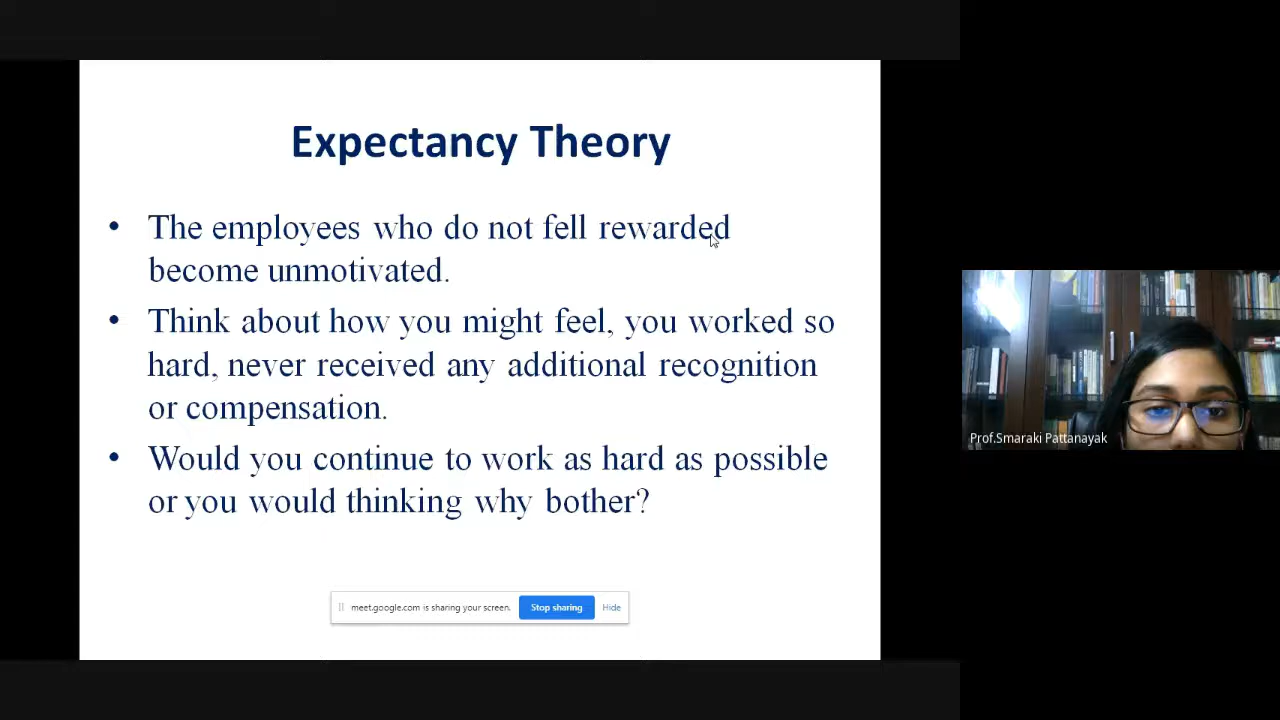 Expectancy Theory
• The employees who do not fell rewarded
become unmotivated.
• Think about how you might feel, you worked so
hard, never received any additional recognition
or compensation.
• Would you continue to work as hard as possible
or you would thinking why bother?
meet.google.com is sharing your screen. Stop sharing Hide
Prof.Smaraki Pattanayak